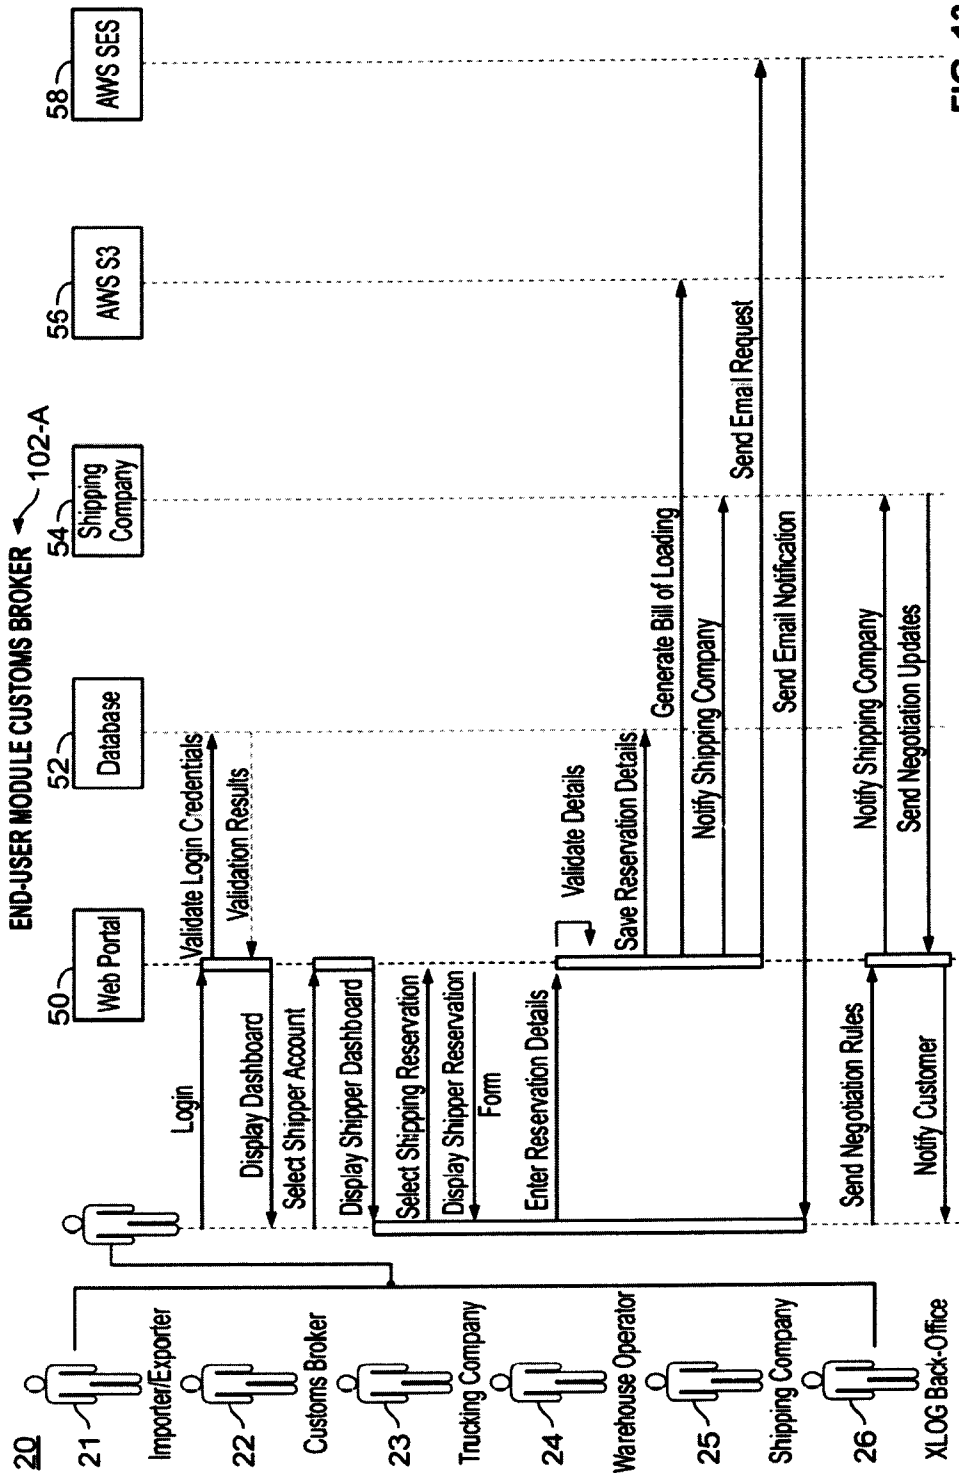 END-USER MODULE CUSTOMS BROKER
102-A
20
21
Importer/Exporter
22
Customs Broker
23
Trucking Company
24
Warehouse Operator
25
Shipping Company
26
XLOG Back-Office
50
Web Portal
52
Database
54
Shipping
Company
56
AWS S3
58
AWS SES
Login
Validate Login Credentials
Validation Results
Display Dashboard
Select Shipper Account
Display Shipper Dashboard
Select Shipping Reservation
Display Shipper Reservation
Form
Enter Reservation Details
Validate Details
Save Reservation Details
Generate Bill of Loading
Notify Shipping Company
Send Email Request
Send Email Notification
Send Negotiation Rules
Notify Shipping Company
Send Negotiation Updates
Notify Customer